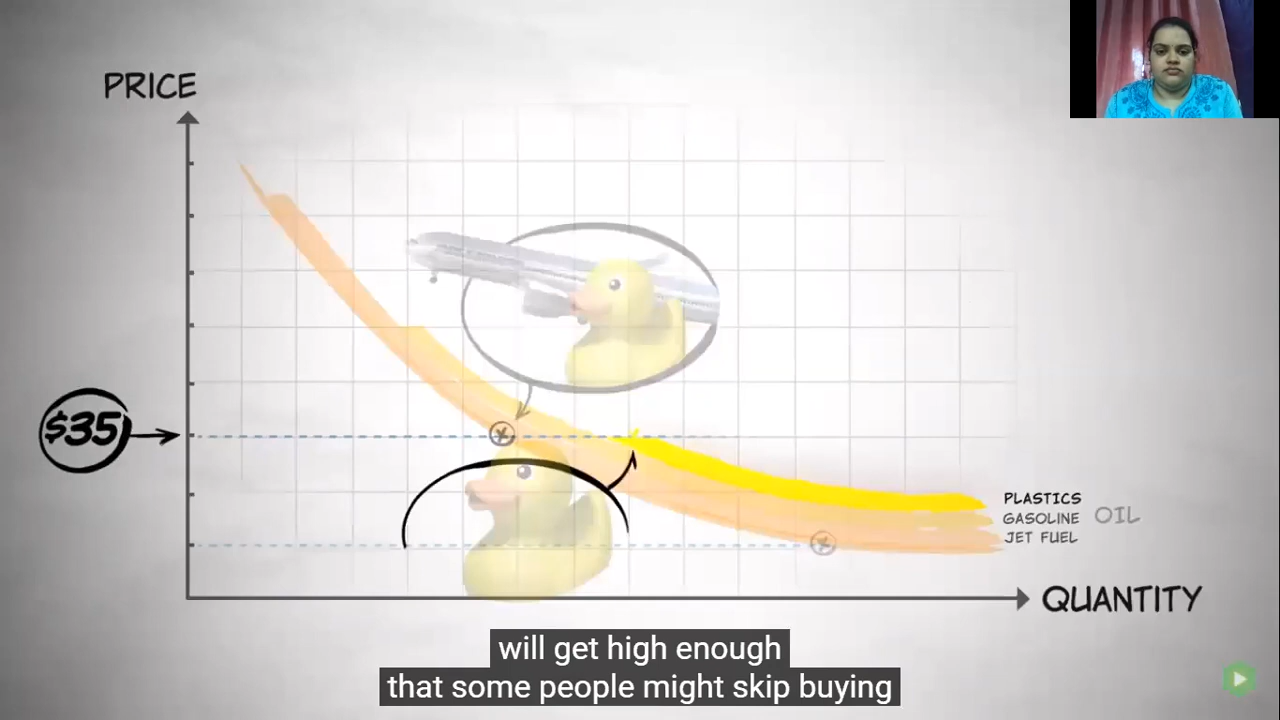 PRICE
$35
PLASTICS
GASOLINE OIL
JET FUEL
QUANTITY
will get high enough
that some people might skip buying